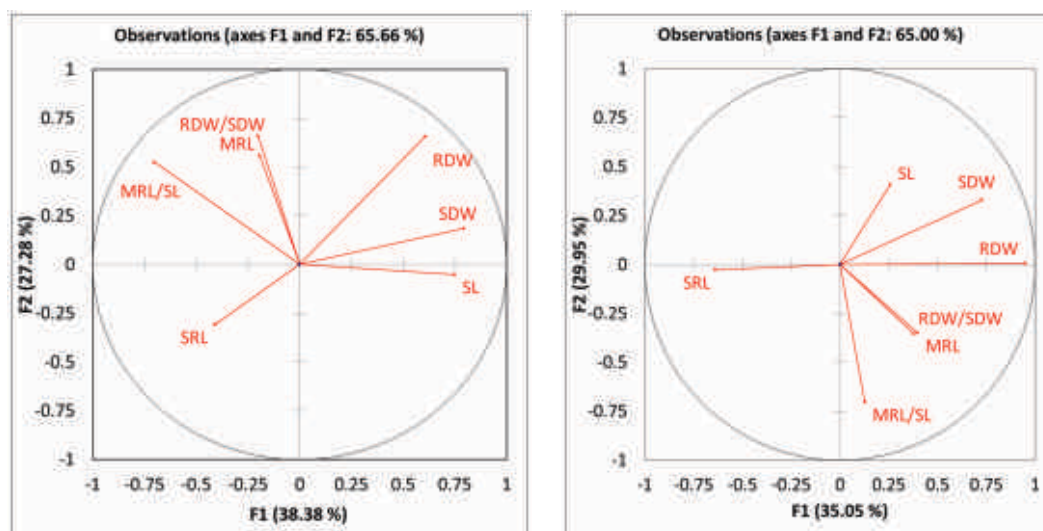 Observations (axes F1 and F2: 65.66 %)
1
0.75
0.5
0.25
0
-0.25
-0.5
-0.75
-1
F2 (27.28 %)
RDW/SDW
MRL
MRL/SL
RDW
SDW
SL
SRL
-1 -0.75 -0.5 -0.25 0 0.25 0.5 0.75 1
F1 (38.38 %)
Observations (axes F1 and F2: 65.00 %)
1
0.75
0.5
0.25
0
-0.25
-0.5
-0.75
-1
F2 (29.95 %)
SL
SDW
RDW
SRL
RDW/SDW
MRL
MRL/SL
-1 -0.75 -0.5 -0.25 0 0.25 0.5 0.75 1
F1 (35.05 %)